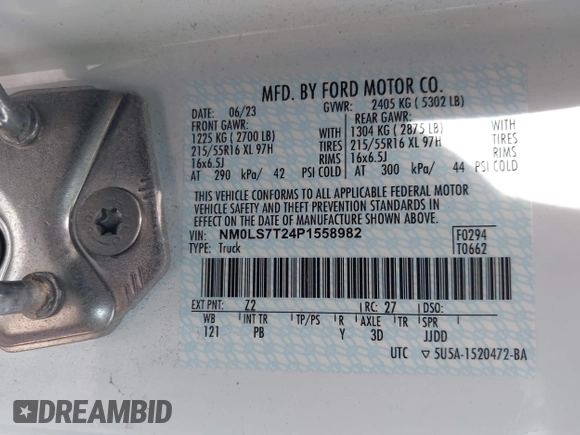 MFD. BY FORD MOTOR CO.
DATE: 06/23 GVWR: 2405 KG ( 5302 LB)
FRONT GAWR: REAR GAWR:
1225 KG ( 2700 LB) WITH 1304 KG ( 2875 LB) WITH
215/55R16 XL 97H TIRES 215/55R16 XL 97H TIRES
16x6.5J RIMS 16x6.5J RIMS
AT 290 kPa/ 42 PSI COLD AT 300 kPa/ 44 PSI COLD
THIS VEHICLE CONFORMS TO ALL APPLICABLE FEDERAL MOTOR
VEHICLE SAFETY AND THEFT PREVENTION STANDARDS IN
EFFECT ON THE DATE OF MANUFACTURE SHOWN ABOVE.
VIN: NM0LS7T24P1558982 F0294
TYPE: Truck T0662
EXT PNT: Z2 RC: 27 DSO:
WB INT TR TP/PS R AXLE TR SPR
121 PB Y 3D JJDD
UTC ▽5U5A-1520472-BA
DREAMBID